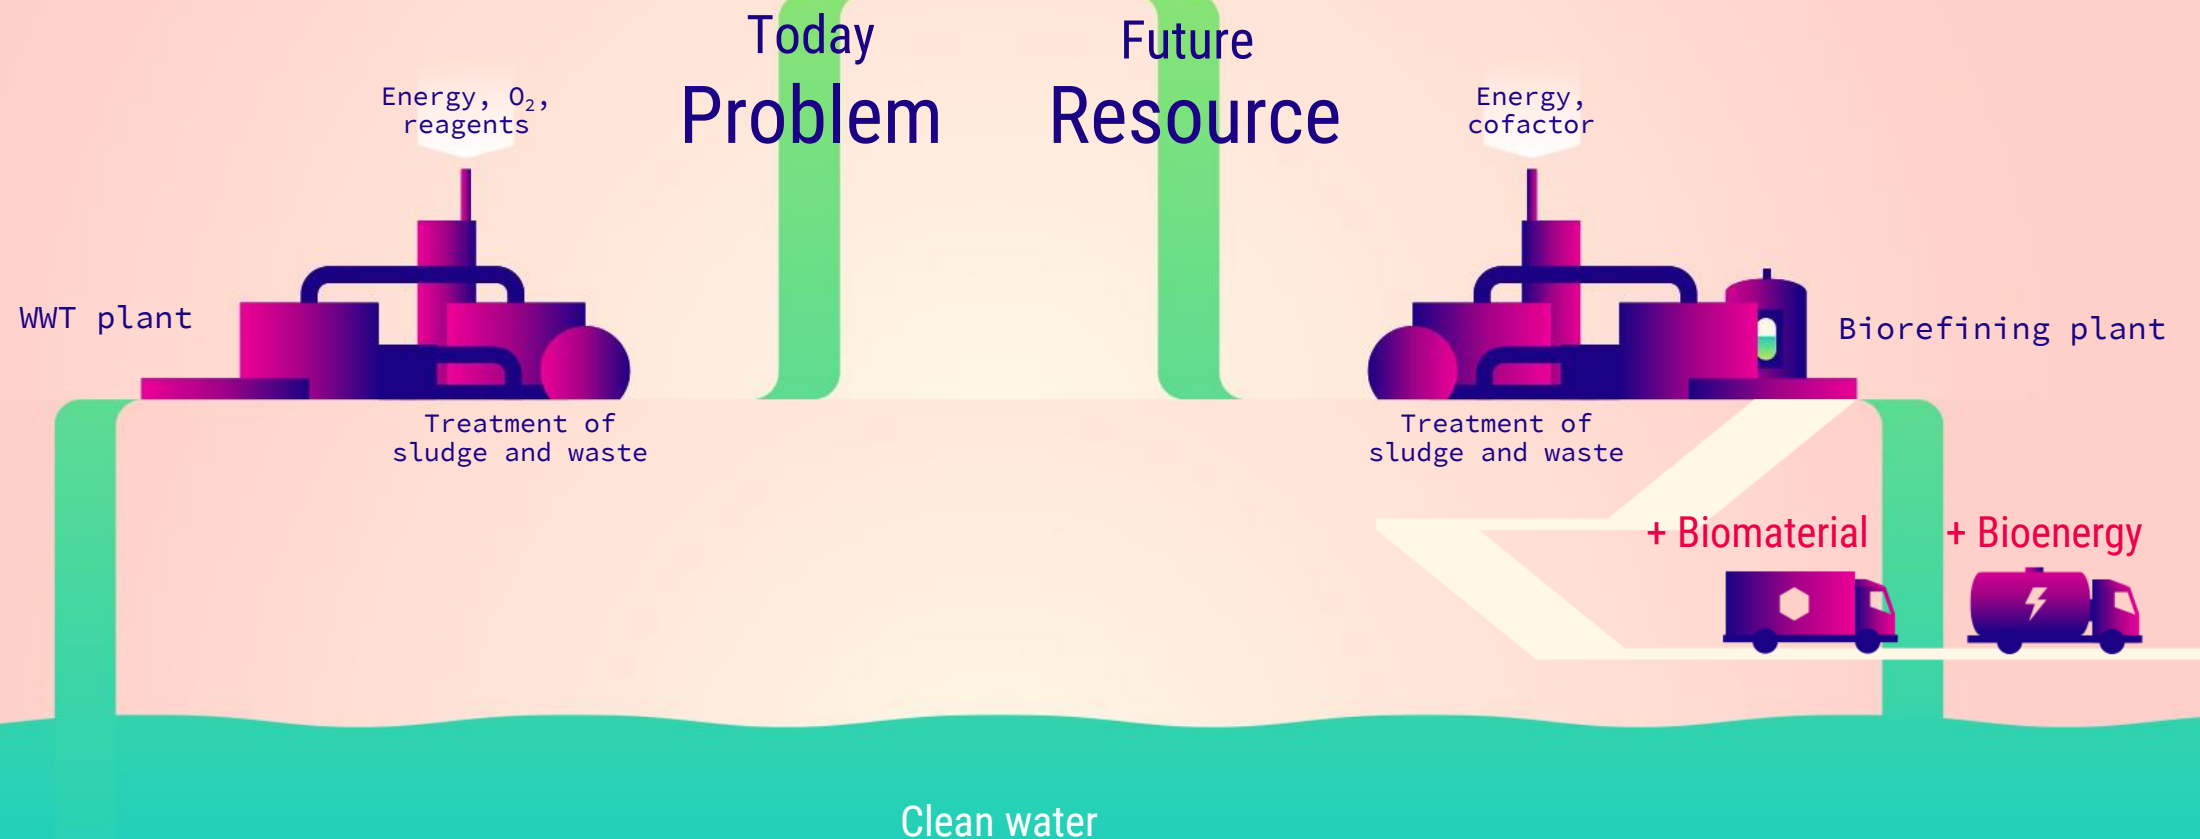 Today
Problem
Future
Resource
Energy, O₂,
reagents
Energy,
cofactor
WWT plant
Biorefining plant
Treatment of
sludge and waste
Treatment of
sludge and waste
+ Biomaterial
+ Bioenergy
Clean water